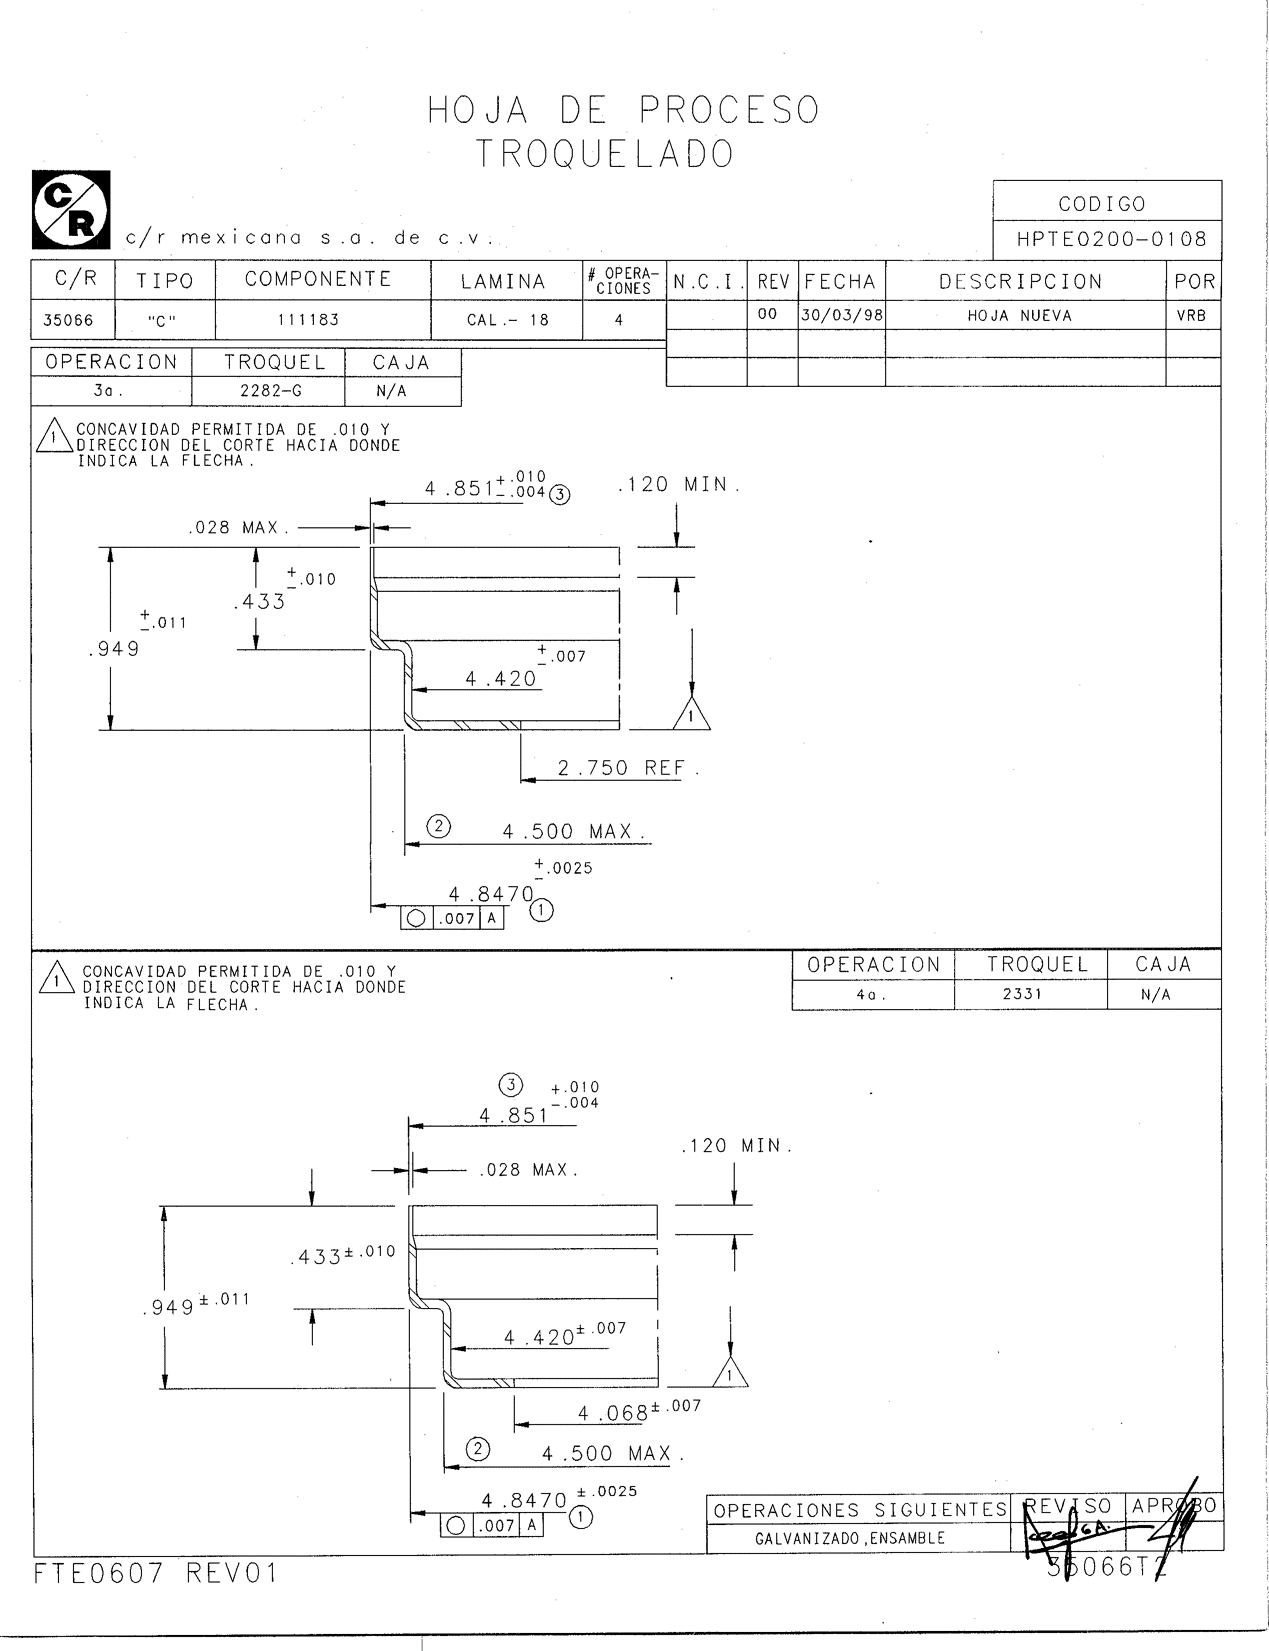 HOJA DE PROCESO
TROQUELADO
C/R
c/r mexicana s.a. de c.v.
CODIGO
HPTE0200-0108
C/R TIPO COMPONENTE LAMINA # OPERA-CIONES N.C.I. REV FECHA DESCRIPCION POR
35066 "C" 111183 CAL.- 18 4 00 30/03/98 HOJA NUEVA VRB
OPERACION TROQUEL CAJA
3a. 2282-G N/A
1 CONCAVIDAD PERMITIDA DE .010 Y
DIRECCION DEL CORTE HACIA DONDE
INDICA LA FLECHA.
4.851 +.010 -.004 3
.120 MIN.
.028 MAX.
.433 ±.010
.949 ±.011
4.420 ±.007
1
2.750 REF.
2 4.500 MAX.
4.8470 ±.0025 1
.007 A
OPERACION TROQUEL CAJA
4a. 2331 N/A
1 CONCAVIDAD PERMITIDA DE .010 Y
DIRECCION DEL CORTE HACIA DONDE
INDICA LA FLECHA.
3 4.851 +.010 -.004
.120 MIN.
.028 MAX.
.433±.010
.949±.011
4.420±.007
1
4.068±.007
2 4.500 MAX.
4.8470 ±.0025 1
.007 A
OPERACIONES SIGUIENTES REVISO APROBO
GALVANIZADO,ENSAMBLE
FTE0607 REV01
35066T2